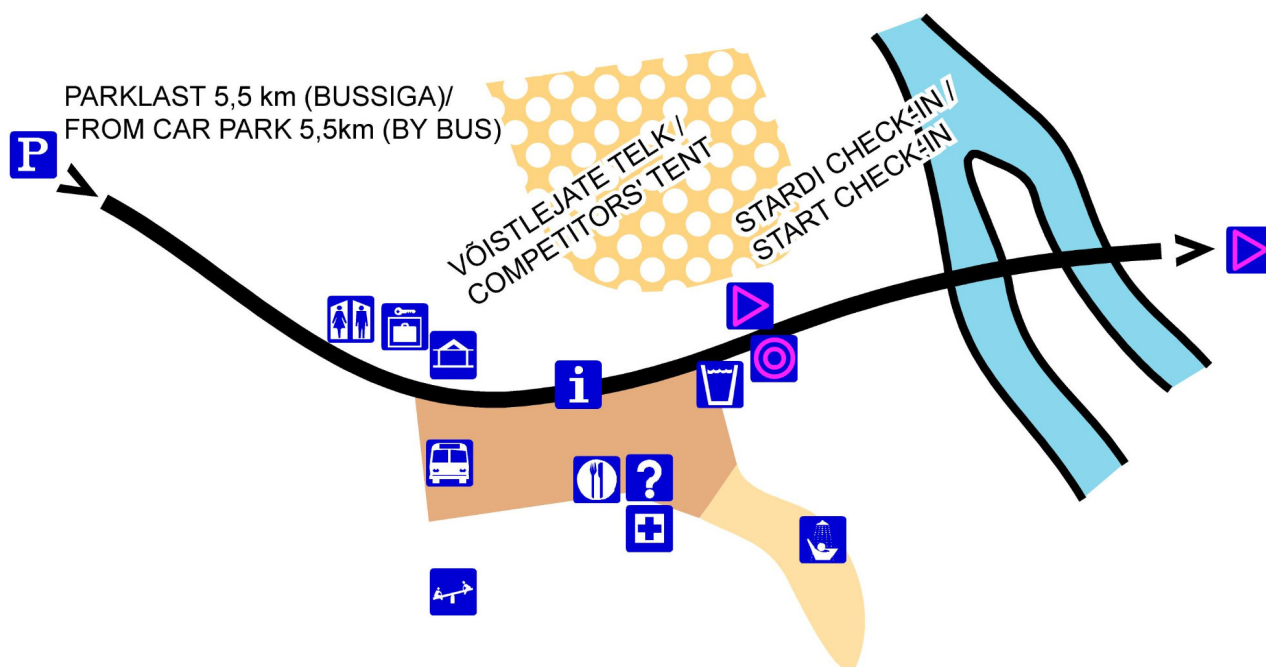 PARKLAST 5,5 km (BUSSIGA)/
FROM CAR PARK 5,5km (BY BUS)
P
VÕISTLEJATE TELK /
COMPETITORS' TENT
STARDI CHECK-IN /
START CHECK-IN
i
?